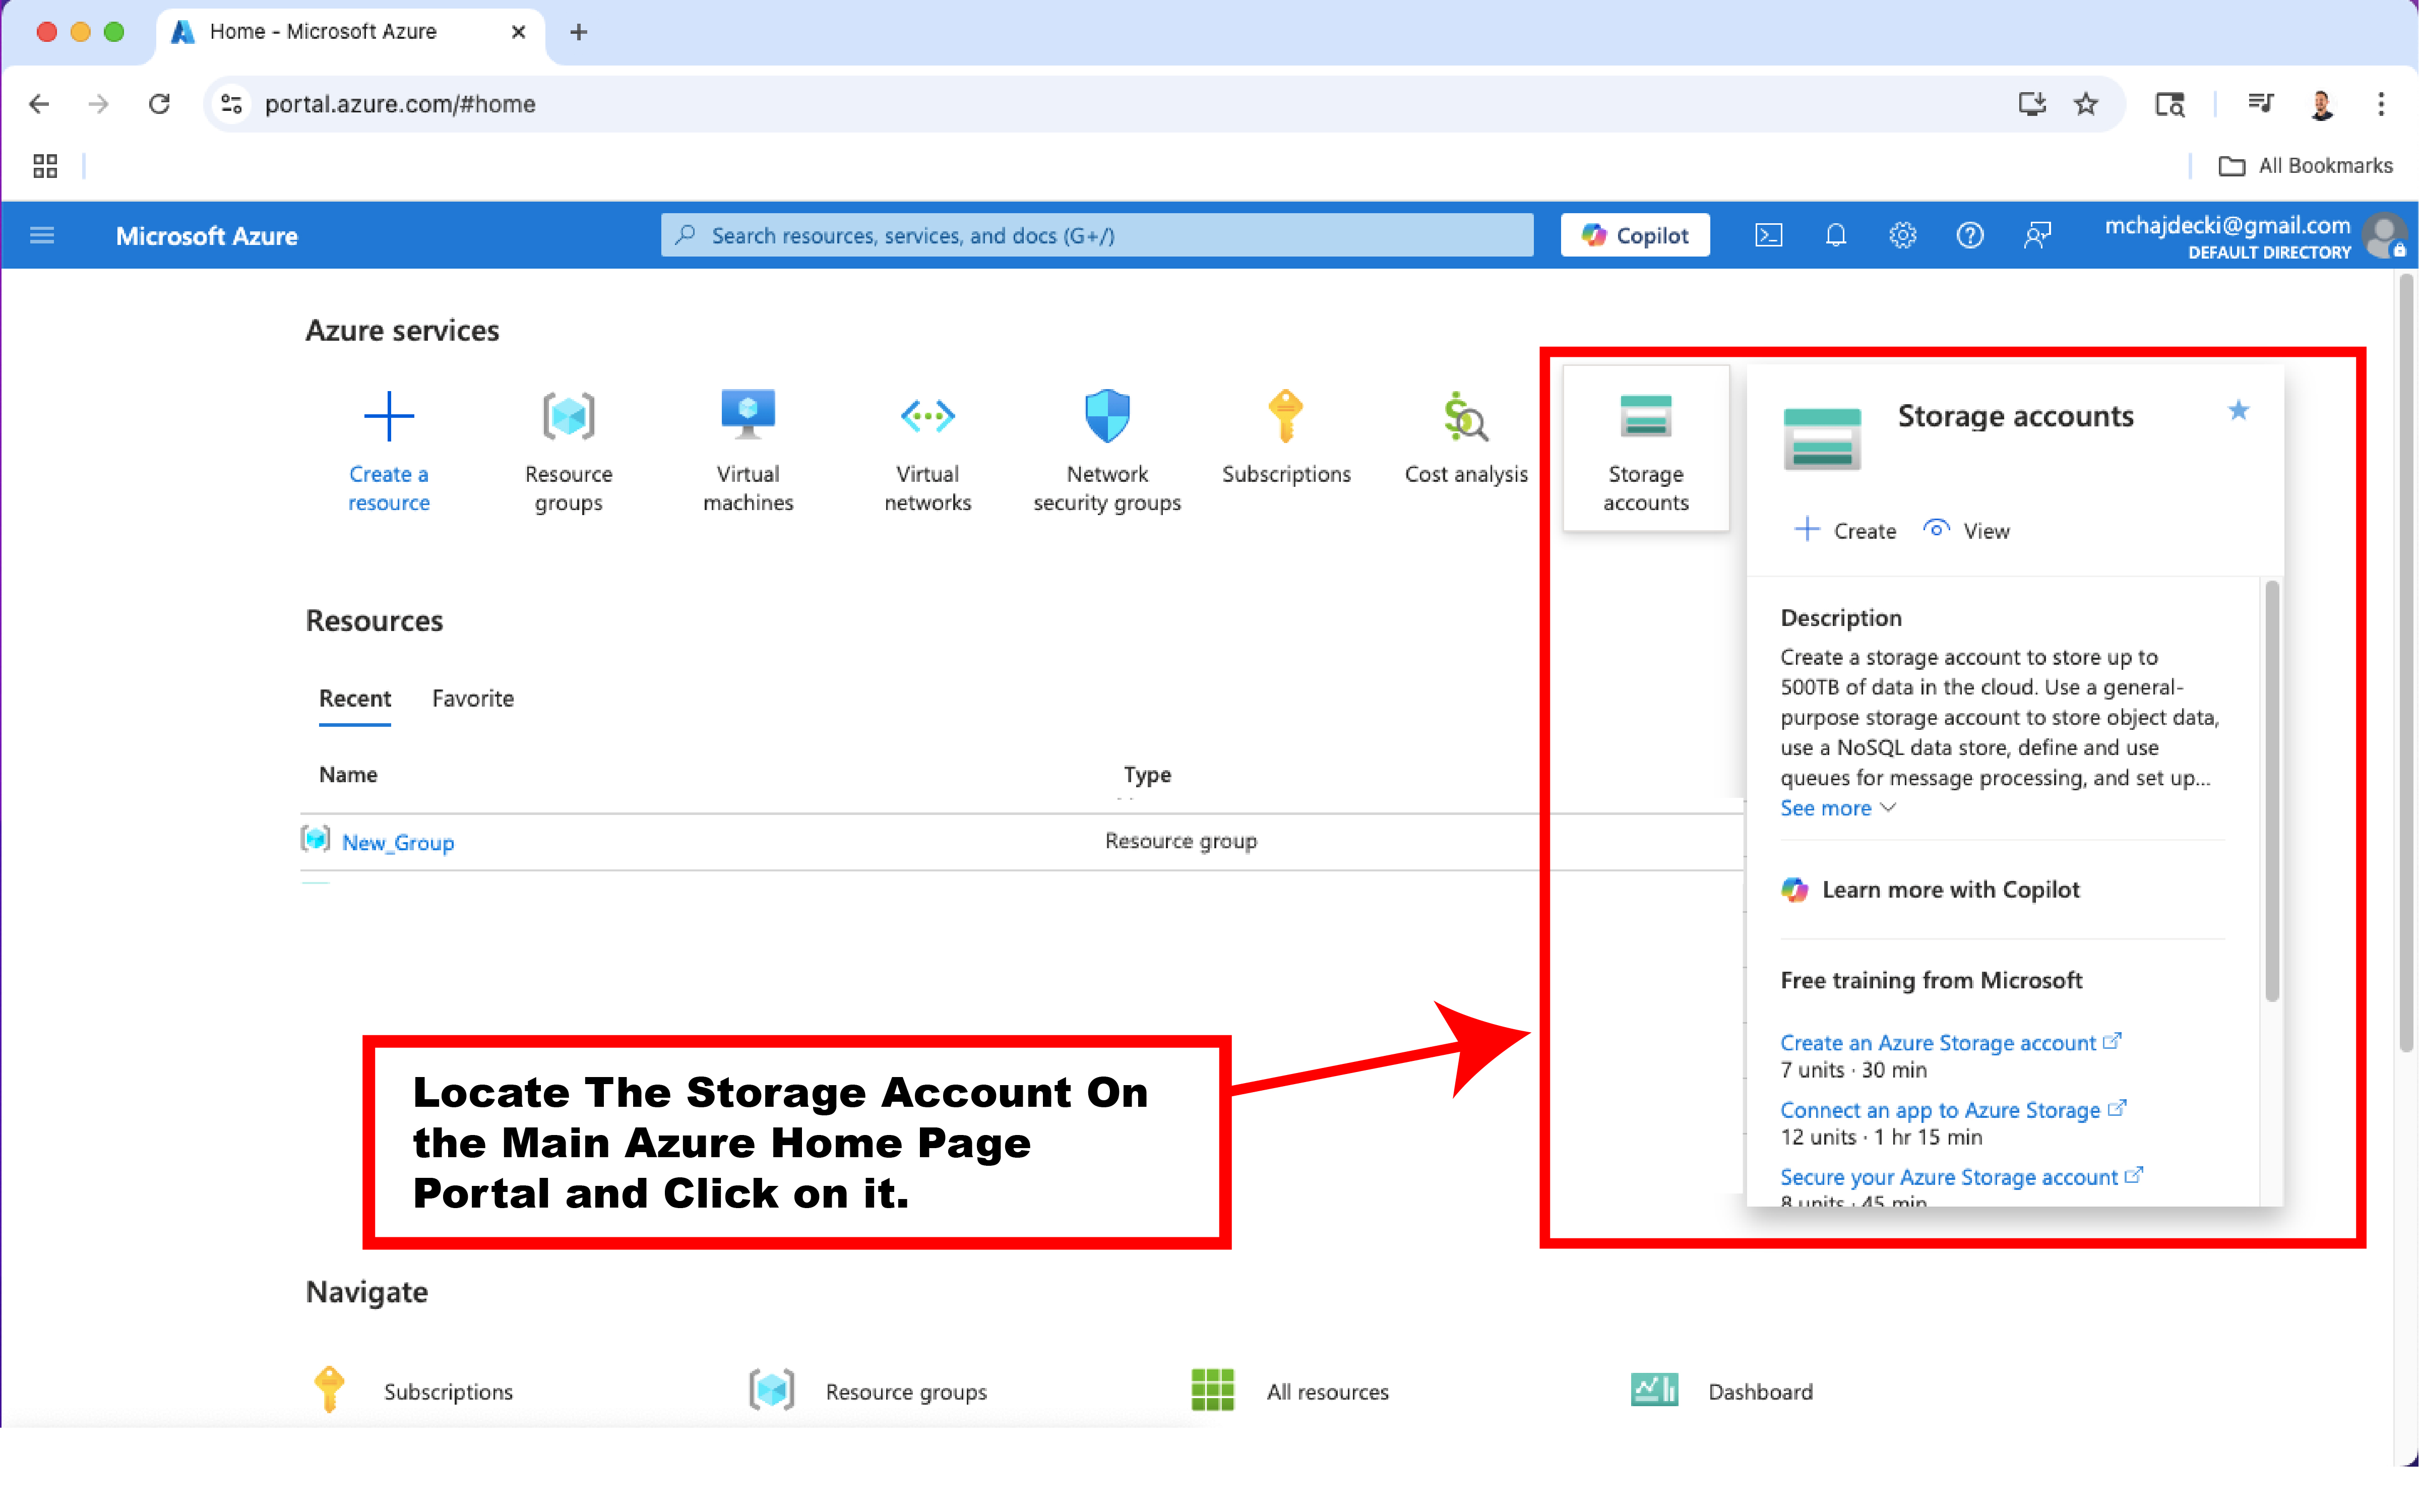 Home - Microsoft Azure
portal.azure.com/#home
All Bookmarks
Microsoft Azure
Search resources, services, and docs (G+/)
Copilot
mchajdecki@gmail.com
DEFAULT DIRECTORY
Azure services
Create a
resource
Resource
groups
Virtual
machines
Virtual
networks
Network
security groups
Subscriptions
Cost analysis
Storage
accounts
Storage accounts
Create
View
Description
Create a storage account to store up to
500TB of data in the cloud. Use a general-
purpose storage account to store object data,
use a NoSQL data store, define and use
queues for message processing, and set up...
See more
Learn more with Copilot
Free training from Microsoft
Create an Azure Storage account
7 units · 30 min
Connect an app to Azure Storage
12 units · 1 hr 15 min
Secure your Azure Storage account
8 units · 45 min
Resources
Recent Favorite
Name Type
New_Group Resource group
Locate The Storage Account On
the Main Azure Home Page
Portal and Click on it.
Navigate
Subscriptions
Resource groups
All resources
Dashboard